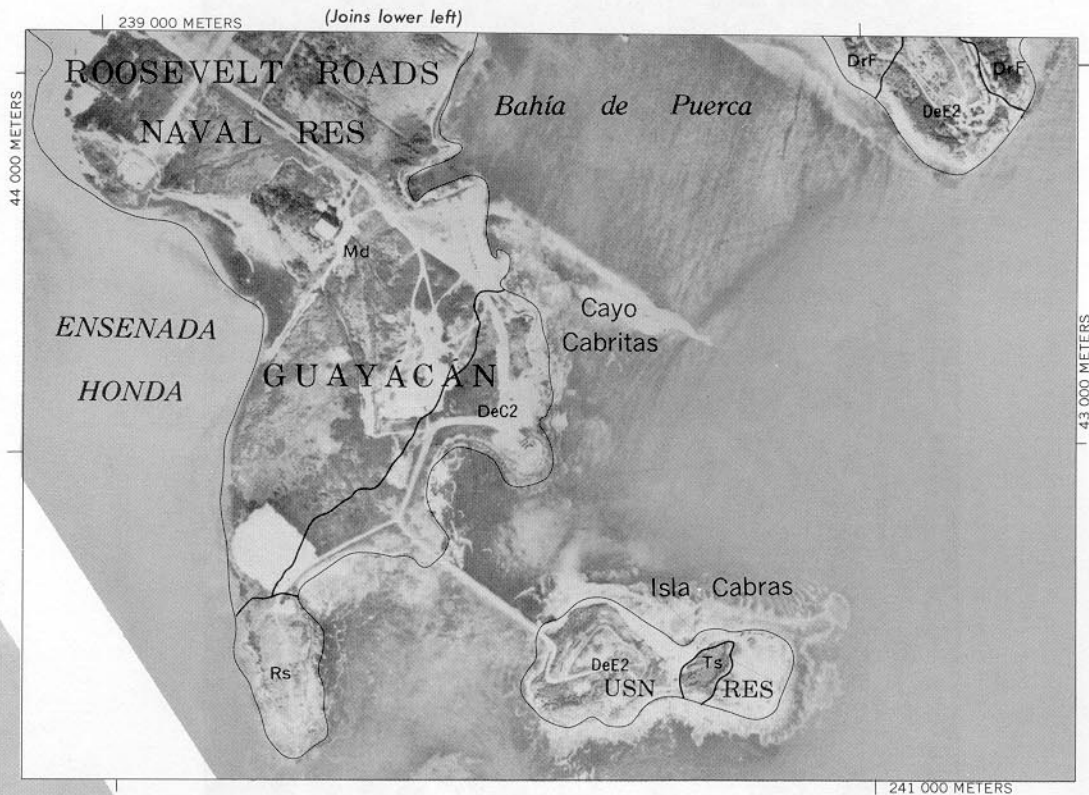 239 000 METERS
(Joins lower left)
ROOSEVELT ROADS
NAVAL RES
Bahía de Puerca
DrF
DrF
DeE2
44 000 METERS
Md
Cayo
Cabritas
ENSENADA
HONDA
43 000 METERS
GUAYÁCÁN
DeC2
Isla Cabras
Rs
DeE2
Ts
USN RES
241 000 METERS